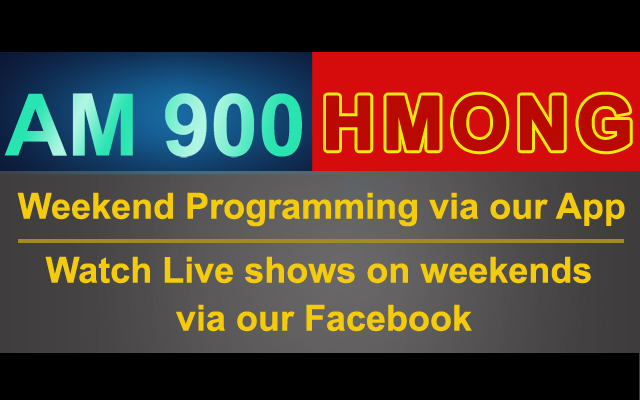 AM 900 HMONG
Weekend Programming via our App
Watch Live shows on weekends
via our Facebook